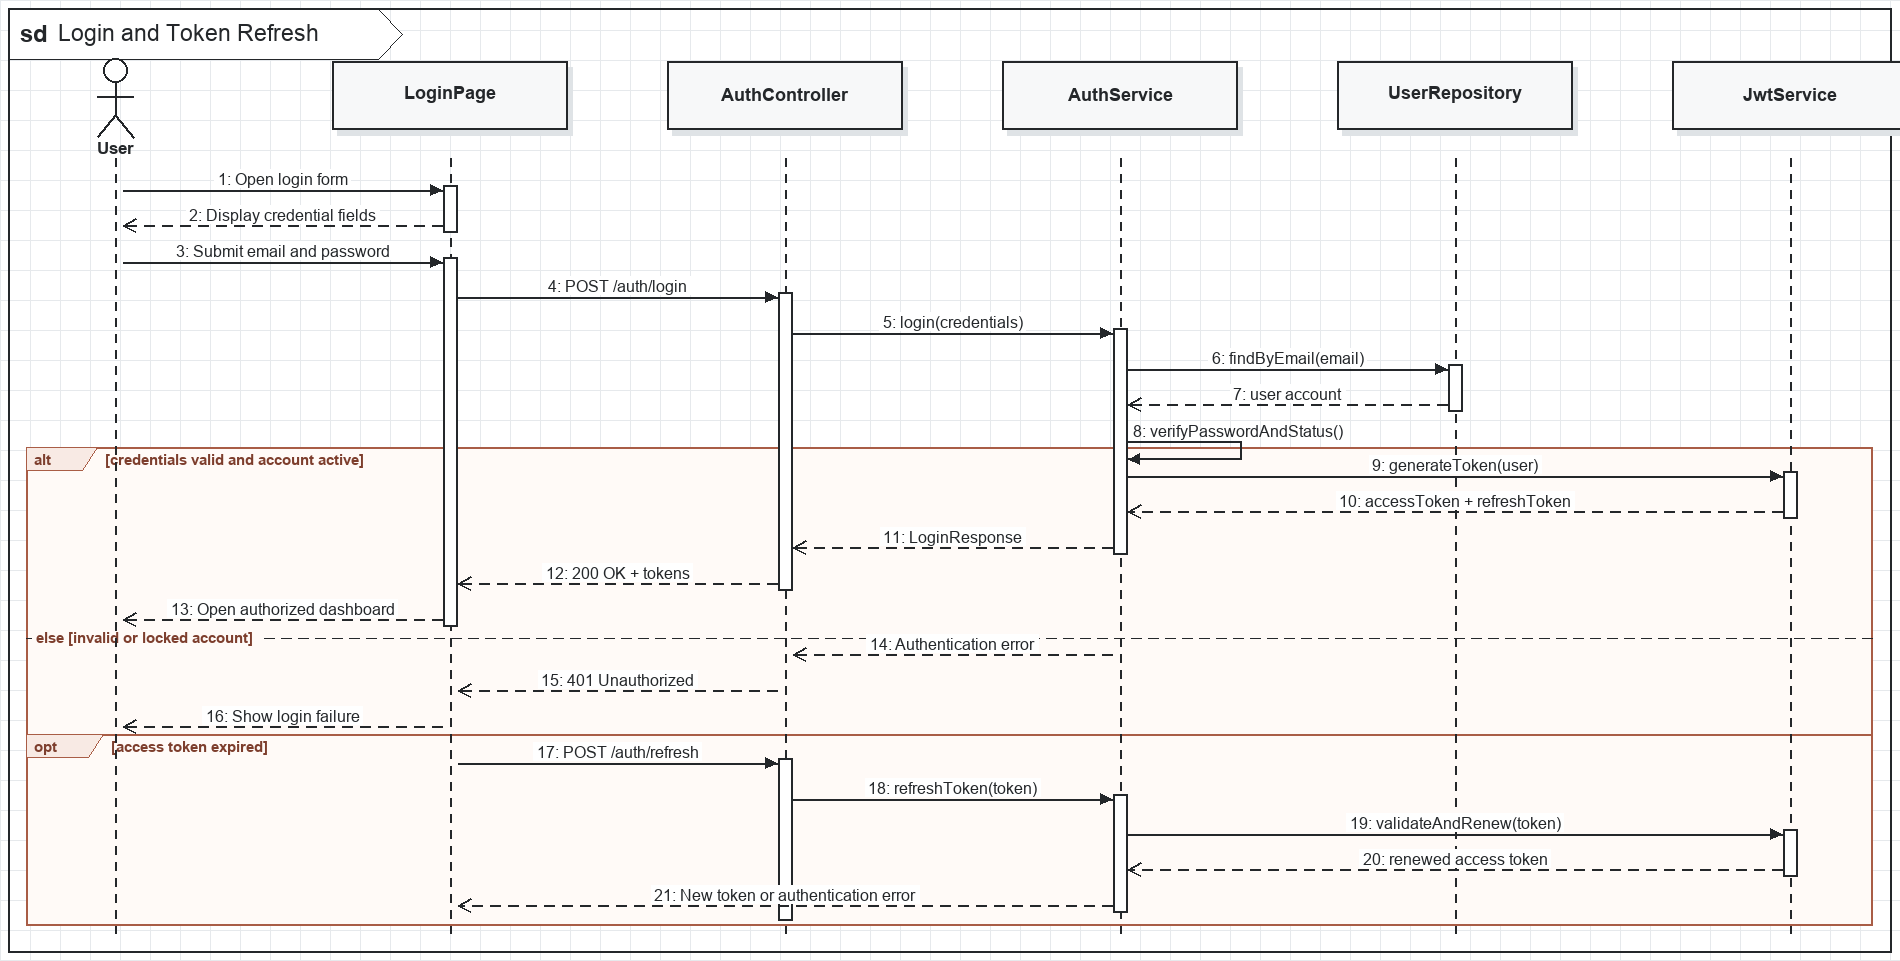 sd Login and Token Refresh
User
LoginPage
AuthController
AuthService
UserRepository
JwtService
1: Open login form
2: Display credential fields
3: Submit email and password
4: POST /auth/login
5: login(credentials)
6: findByEmail(email)
7: user account
8: verifyPasswordAndStatus()
alt [credentials valid and account active]
9: generateToken(user)
10: accessToken + refreshToken
11: LoginResponse
12: 200 OK + tokens
13: Open authorized dashboard
else [invalid or locked account]
14: Authentication error
15: 401 Unauthorized
16: Show login failure
opt [access token expired]
17: POST /auth/refresh
18: refreshToken(token)
19: validateAndRenew(token)
20: renewed access token
21: New token or authentication error